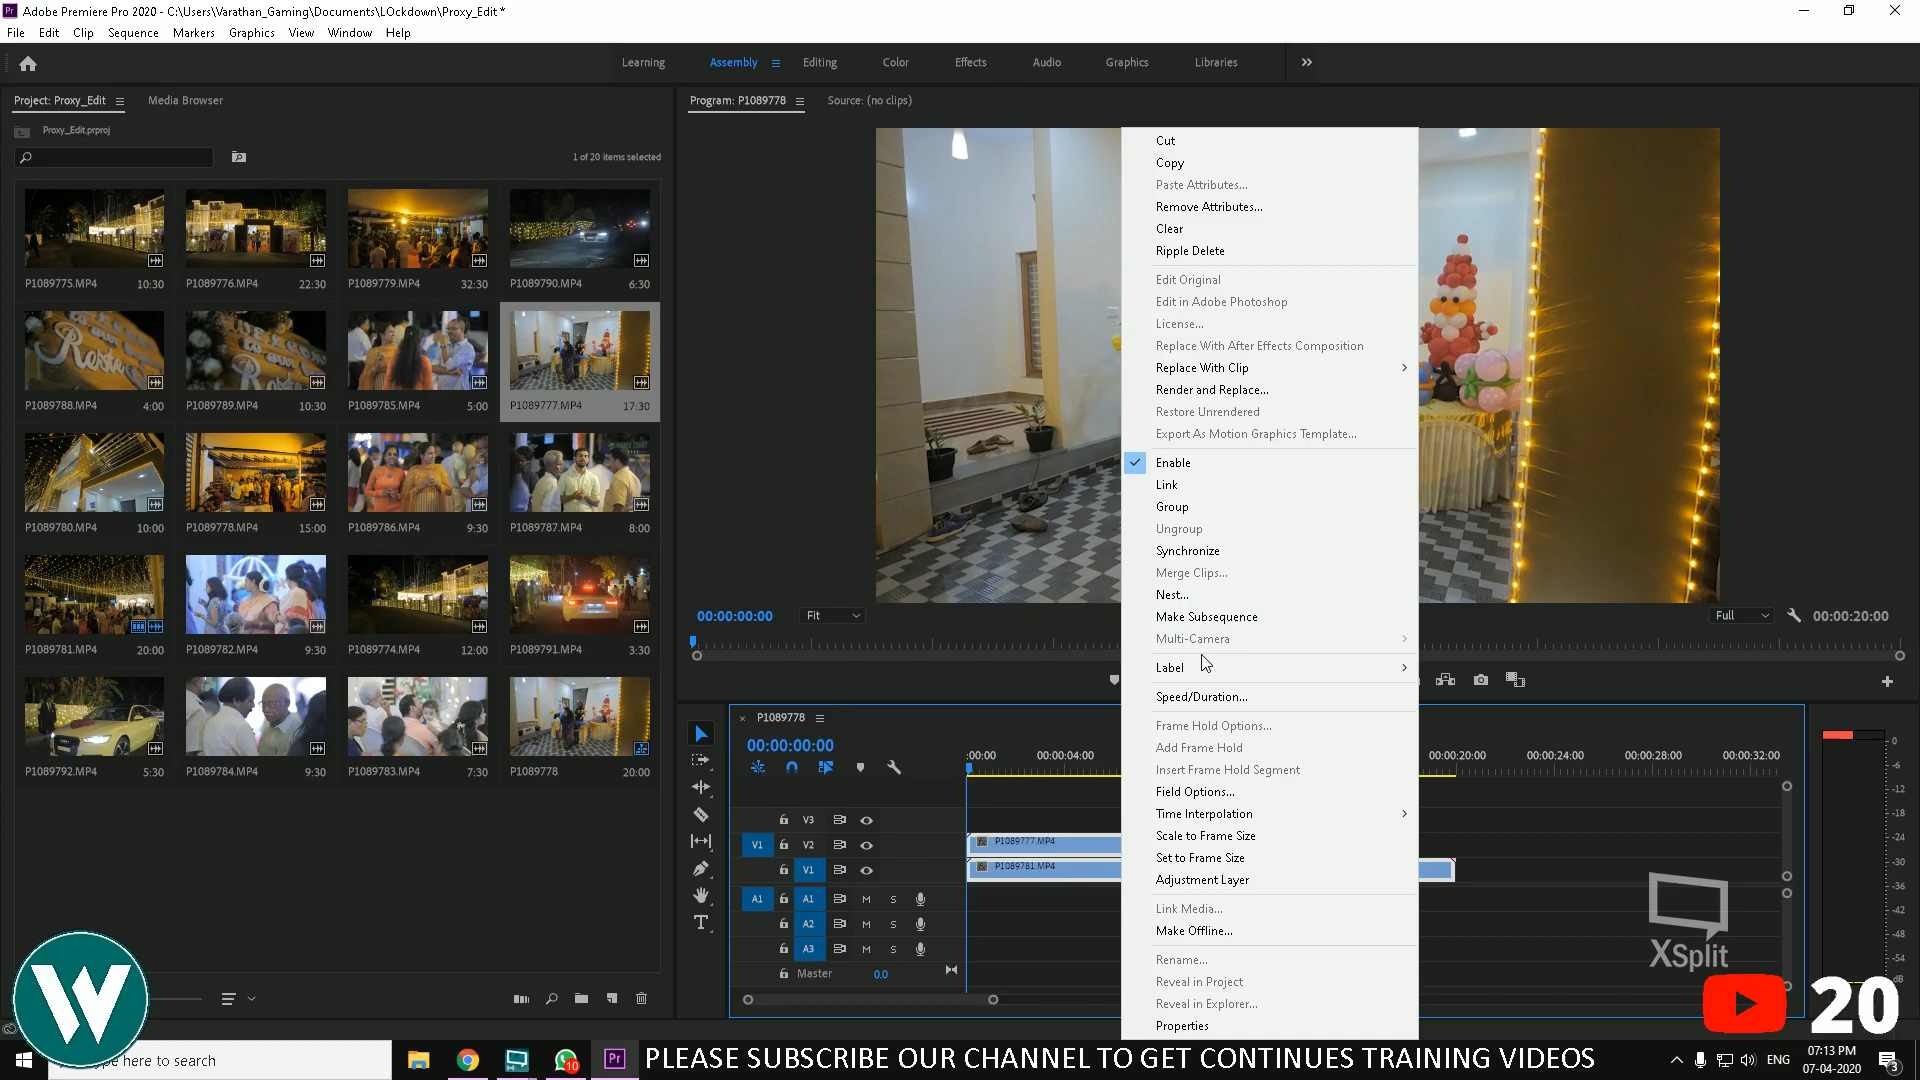 Adobe Premiere Pro 2020 - C:\Users\Varathan_Gaming\Documents\LOckdown\Proxy_Edit *
File Edit Clip Sequence Markers Graphics View Window Help
Learning Assembly Editing Color Effects Audio Graphics Libraries
Project: Proxy_Edit Media Browser
Proxy_Edit.prproj
1 of 20 items selected
P1089775.MP4 10:30 P1089776.MP4 22:30 P1089779.MP4 32:30 P1089790.MP4 6:30
P1089788.MP4 4:00 P1089789.MP4 10:30 P1089785.MP4 5:00 P1089777.MP4 17:30
P1089780.MP4 10:00 P1089778.MP4 15:00 P1089786.MP4 9:30 P1089787.MP4 8:00
P1089781.MP4 20:00 P1089782.MP4 9:30 P1089774.MP4 12:00 P1089791.MP4 3:30
P1089792.MP4 5:30 P1089784.MP4 9:30 P1089783.MP4 7:30 P1089778 20:00
Program: P1089778 Source: (no clips)
00:00:00:00 Fit Full 00:00:20:00
Cut
Copy
Paste Attributes...
Remove Attributes...
Clear
Ripple Delete
Edit Original
Edit in Adobe Photoshop
License...
Replace With After Effects Composition
Replace With Clip
Render and Replace...
Restore Unrendered
Export As Motion Graphics Template...
Enable
Link
Group
Ungroup
Synchronize
Merge Clips...
Nest...
Make Subsequence
Multi-Camera
Label
Speed/Duration...
Frame Hold Options...
Add Frame Hold
Insert Frame Hold Segment
Field Options...
Time Interpolation
Scale to Frame Size
Set to Frame Size
Adjustment Layer
Link Media...
Make Offline...
Rename...
Reveal in Project
Reveal in Explorer...
Properties
P1089778
00:00:00:00
:00:00 00:00:04:00 00:00:20:00 00:00:24:00 00:00:28:00 00:00:32:00
V3
V1 V2 P1089777.MP4
V1 P1089781.MP4
A1 A1 M S
A2 M S
A3 M S
Master 0.0
0
-6
-12
-18
-24
-30
-36
-42
-48
-54
dB
XSplit
20
W
here to search
10
Pr
PLEASE SUBSCRIBE OUR CHANNEL TO GET CONTINUES TRAINING VIDEOS
ENG
07:13 PM
07-04-2020
3